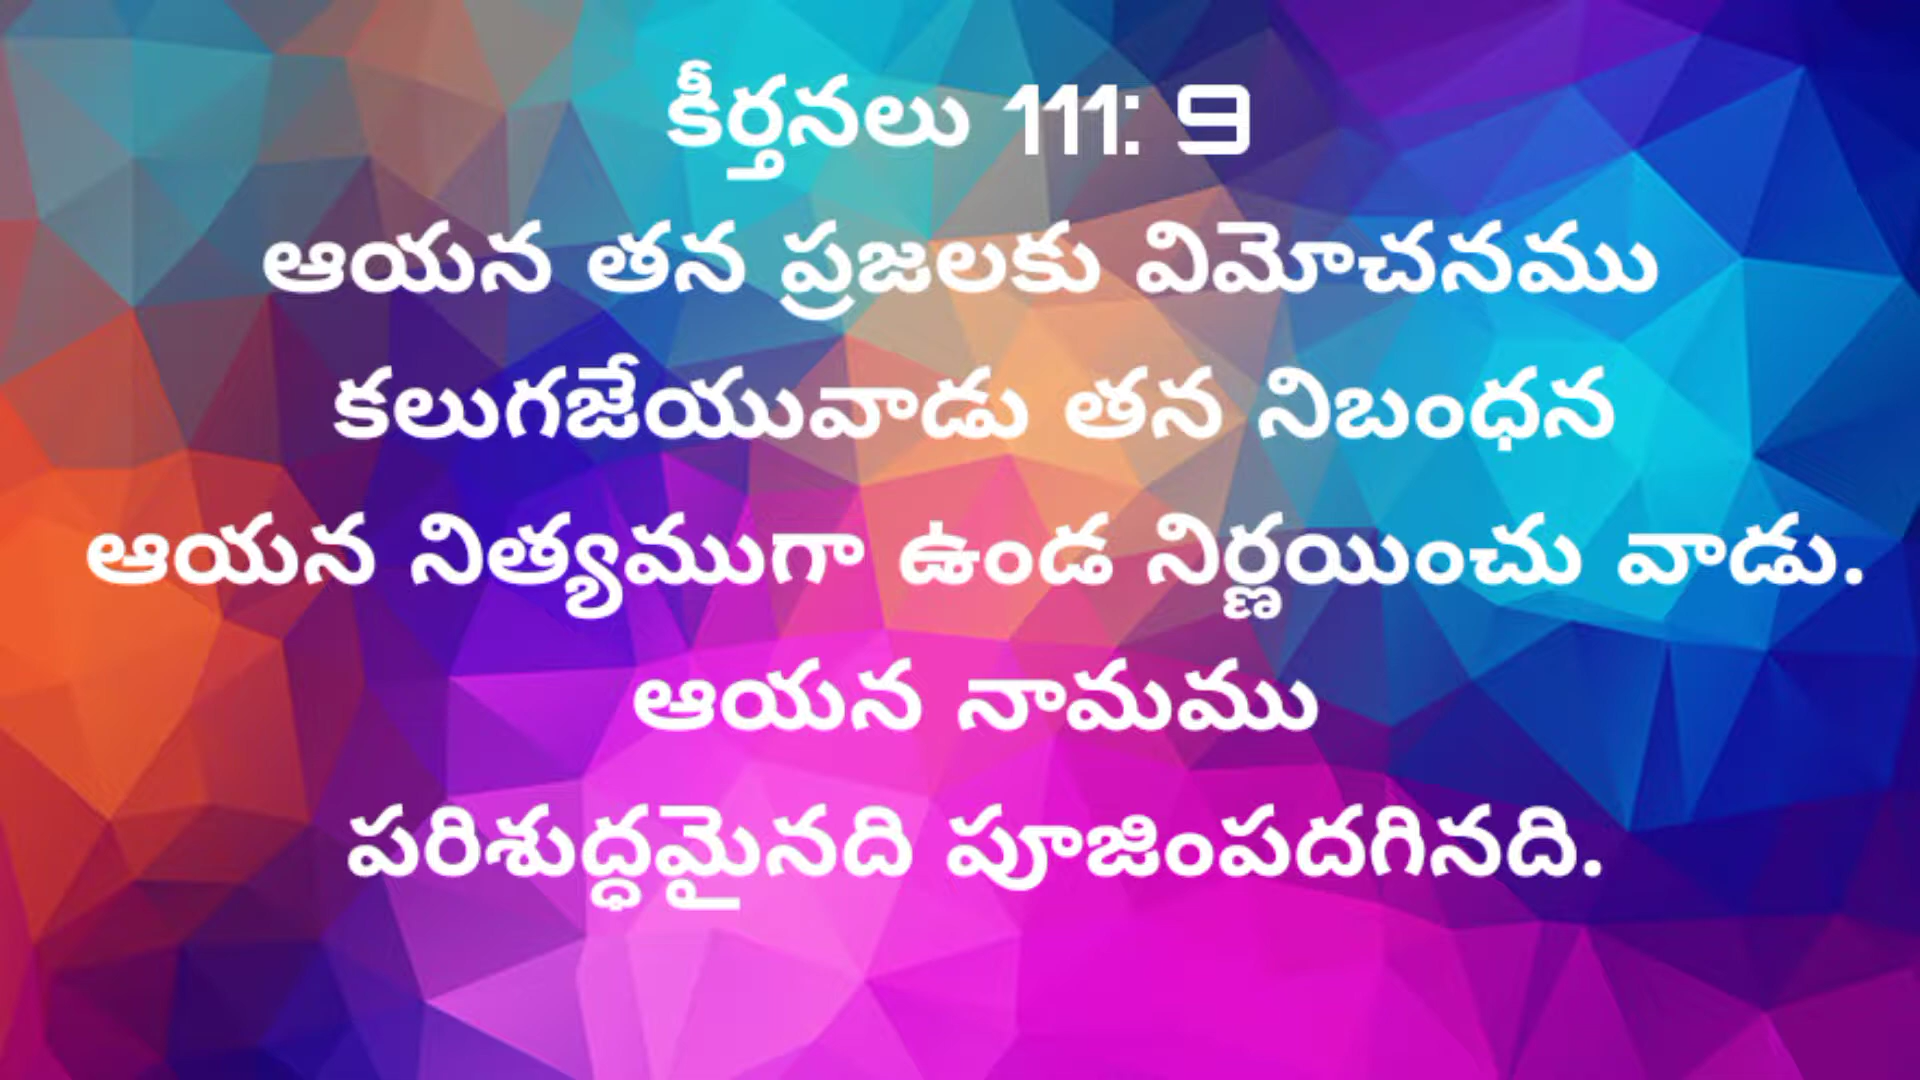 కీర్తనలు 111: 9
ఆయన తన ప్రజలకు విమోచనము
కలుగజేయువాడు తన నిబంధన
ఆయన నిత్యముగా ఉండ నిర్ణయించు వాడు.
ఆయన నామము
పరిశుద్ధమైనది పూజింపదగినది.